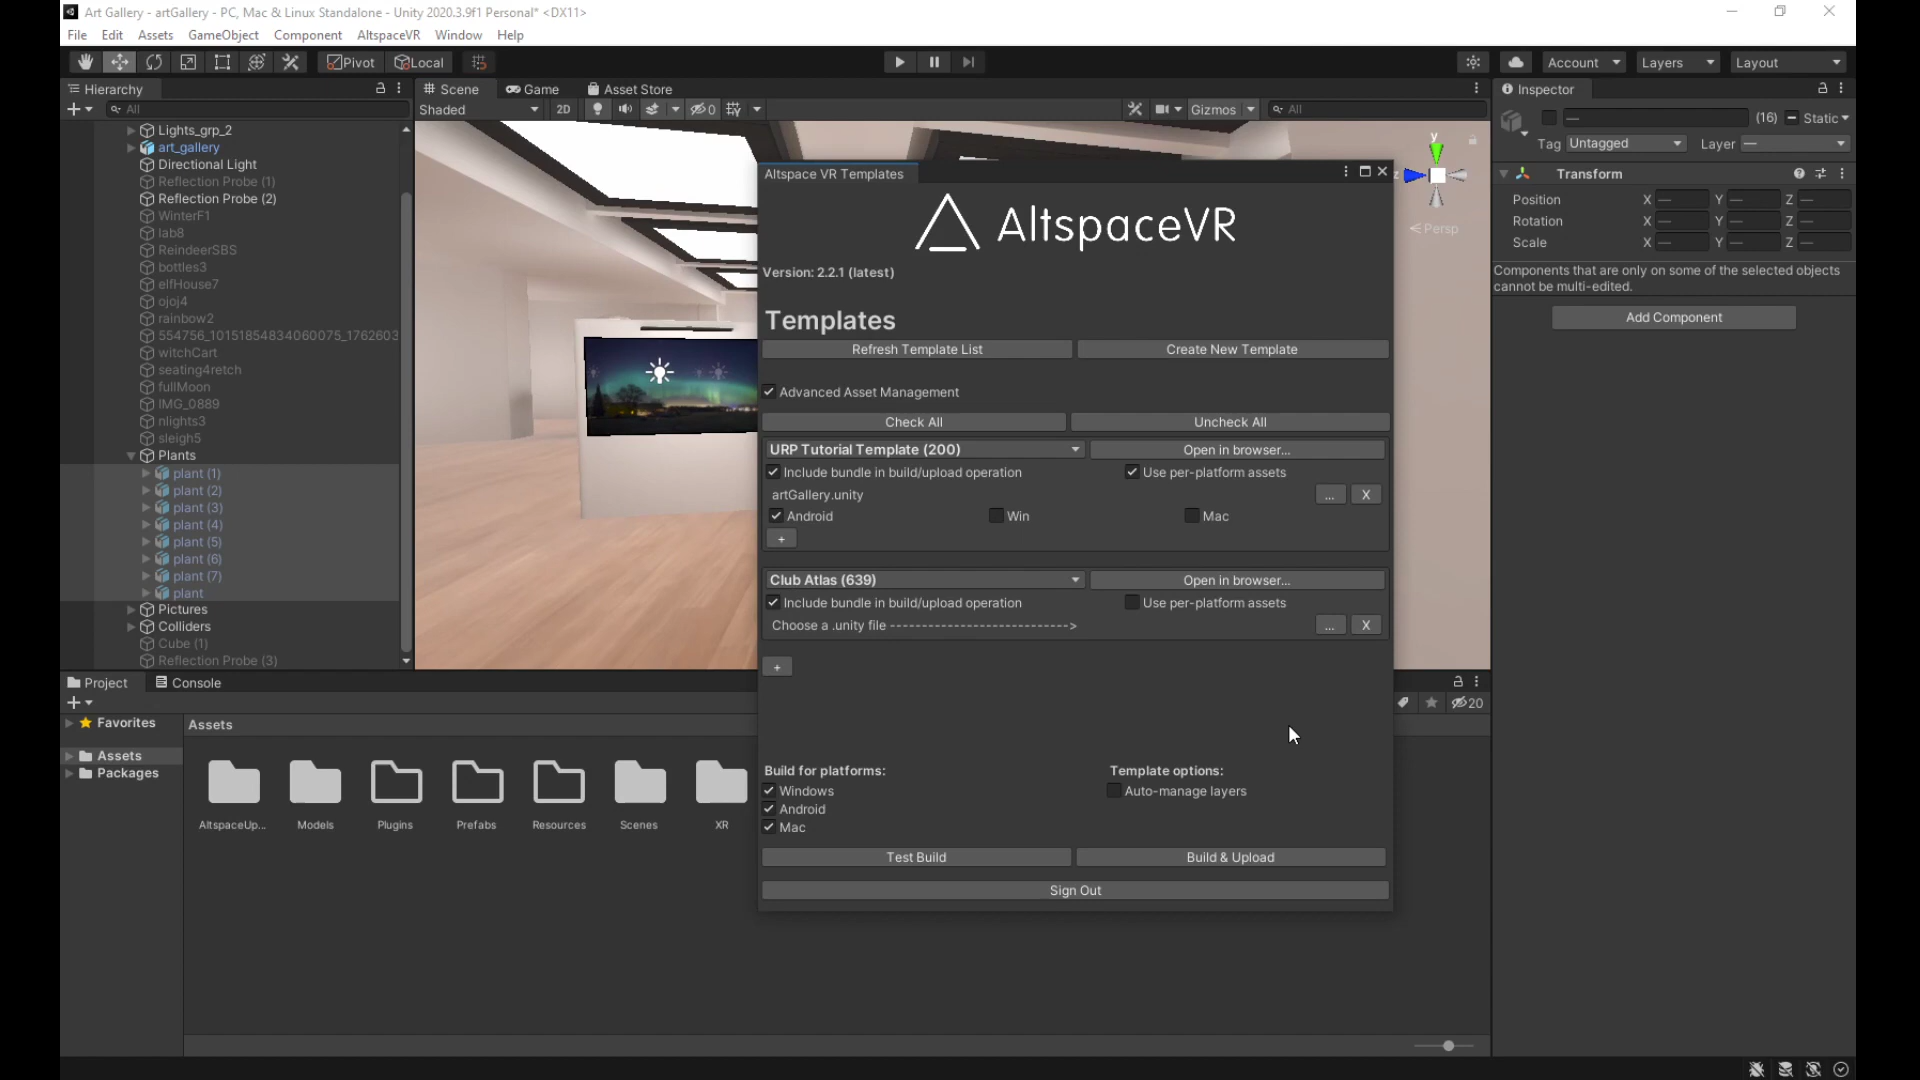 Art Gallery - artGallery - PC, Mac & Linux Standalone - Unity 2020.3.9f1 Personal* <DX11>
File Edit Assets GameObject Component AltspaceVR Window Help
Pivot Local Account Layers Layout
Hierarchy
All
Lights_grp_2
art_gallery
Directional Light
Reflection Probe (1)
Reflection Probe (2)
WinterF1
lab8
ReindeerSBS
bottles3
elfHouse7
ojoj4
rainbow2
554756_10151854834060075_1762603
witchCart
seating4retch
fullMoon
IMG_0889
nlights3
sleigh5
Plants
plant (1)
plant (2)
plant (3)
plant (4)
plant (5)
plant (6)
plant (7)
plant
Pictures
Colliders
Cube (1)
Reflection Probe (3)
Scene Game Asset Store
Shaded 2D 0 Gizmos All
y
z
Persp
Altspace VR Templates
AltspaceVR
Version: 2.2.1 (latest)
Templates
Refresh Template List Create New Template
Advanced Asset Management
Check All Uncheck All
URP Tutorial Template (200) Open in browser...
Include bundle in build/upload operation Use per-platform assets
artGallery.unity ... X
Android Win Mac
+
Club Atlas (639) Open in browser...
Include bundle in build/upload operation Use per-platform assets
Choose a .unity file ----------------------------> ... X
+
Build for platforms: Template options:
Windows Auto-manage layers
Android
Mac
Test Build Build & Upload
Sign Out
Inspector
— (16) Static
Tag Untagged Layer —
Transform
Position X — Y — Z —
Rotation X — Y — Z —
Scale X — Y — Z —
Components that are only on some of the selected objects
cannot be multi-edited.
Add Component
Project Console
20
Favorites
Assets
Packages
Assets
AltspaceUp... Models Plugins Prefabs Resources Scenes XR